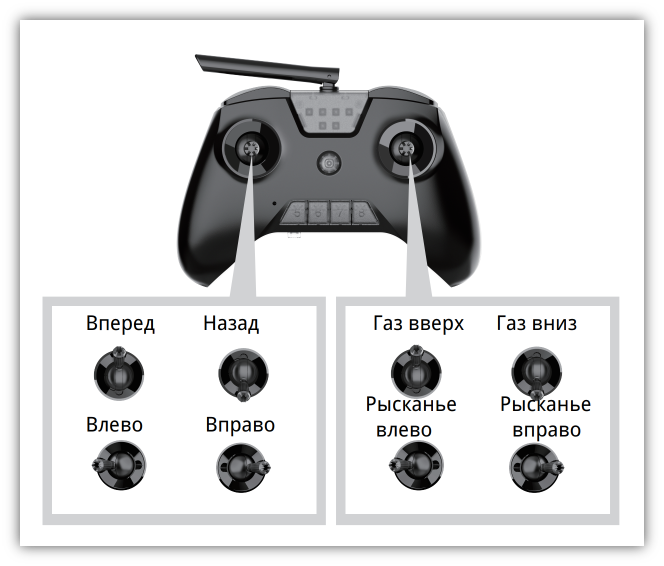 Вперед
Назад
Влево
Вправо
Газ вверх
Газ вниз
Рысканье
влево
Рысканье
вправо